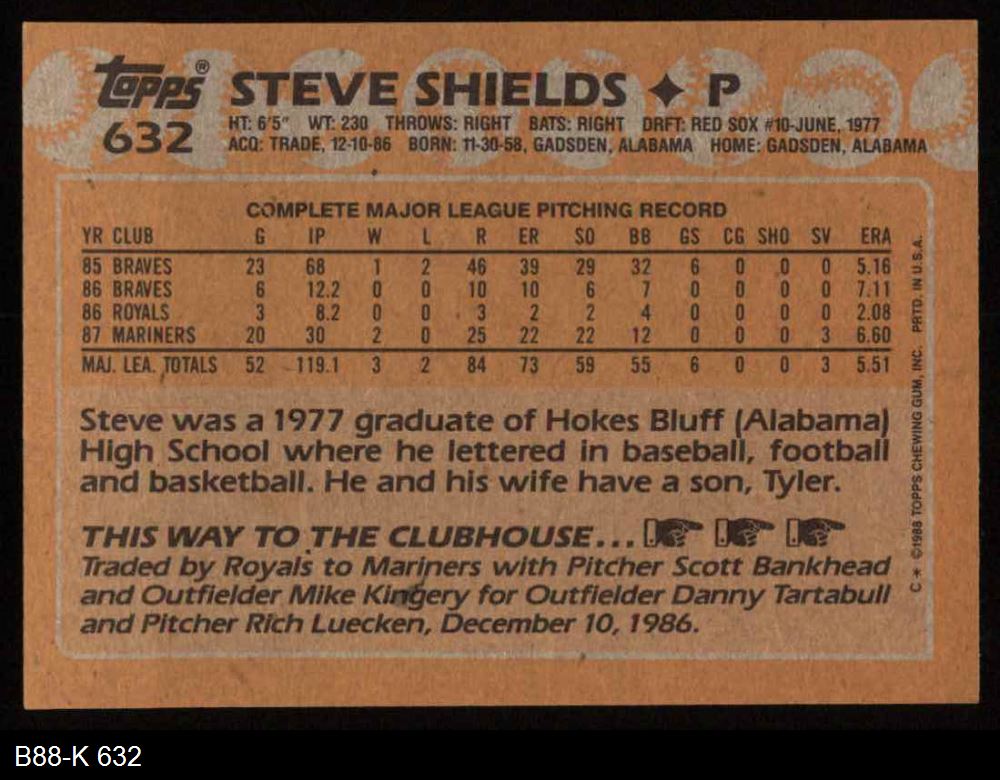 topps® STEVE SHIELDS ✦ P
632 HT: 6'5" WT: 230 THROWS: RIGHT BATS: RIGHT DRFT: RED SOX #10-JUNE, 1977
ACQ: TRADE, 12-10-86 BORN: 11-30-58, GADSDEN, ALABAMA HOME: GADSDEN, ALABAMA
COMPLETE MAJOR LEAGUE PITCHING RECORD
YR CLUB G IP W L R ER SO BB GS CG SHO SV ERA
85 BRAVES 23 68 1 2 46 39 29 32 6 0 0 0 5.16
86 BRAVES 6 12.2 0 0 10 10 6 7 0 0 0 0 7.11
86 ROYALS 3 8.2 0 0 3 2 2 4 0 0 0 0 2.08
87 MARINERS 20 30 2 0 25 22 22 12 0 0 0 3 6.60
MAJ. LEA. TOTALS 52 119.1 3 2 84 73 59 55 6 0 0 3 5.51
Steve was a 1977 graduate of Hokes Bluff (Alabama)
High School where he lettered in baseball, football
and basketball. He and his wife have a son, Tyler.
THIS WAY TO THE CLUBHOUSE...
Traded by Royals to Mariners with Pitcher Scott Bankhead
and Outfielder Mike Kingery for Outfielder Danny Tartabull
and Pitcher Rich Luecken, December 10, 1986.
C * ©1988 TOPPS CHEWING GUM, INC. PRTD. IN U.S.A.
B88-K 632